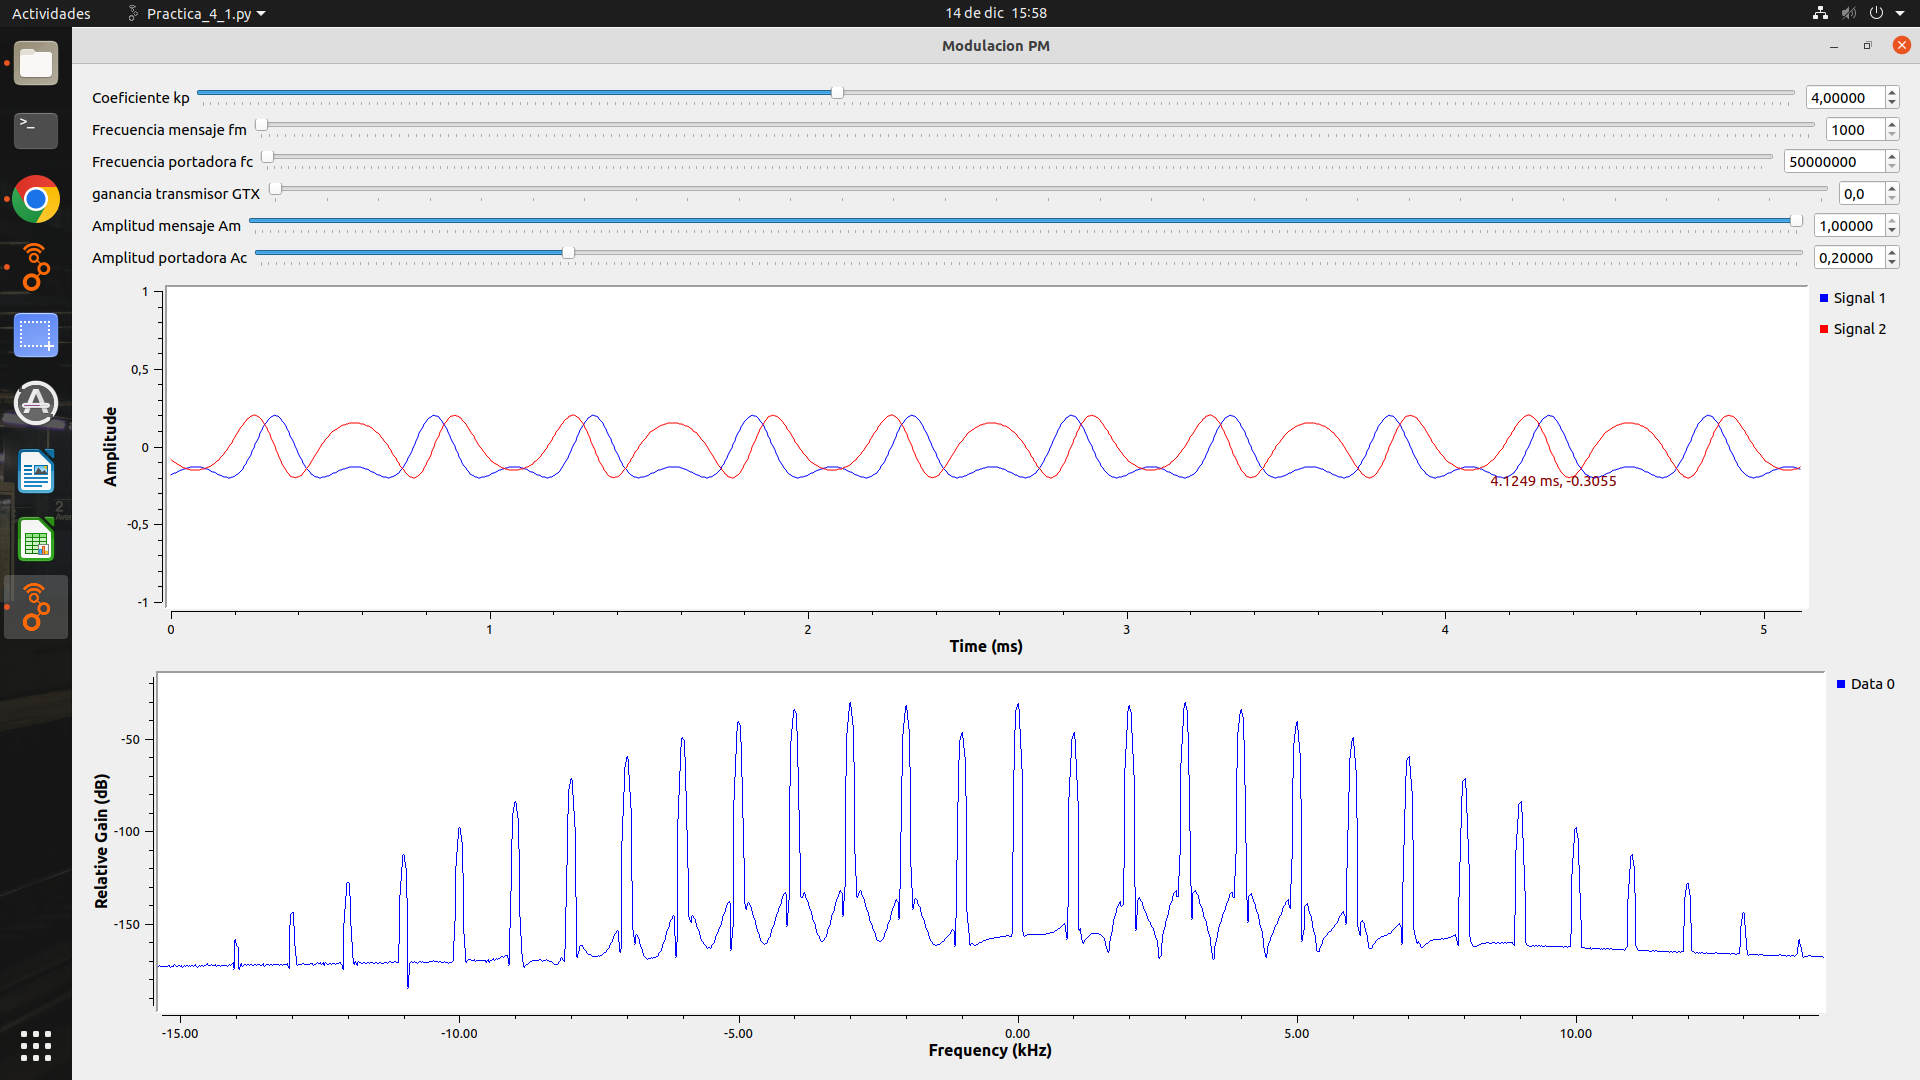 Actividades Practica_4_1.py 14 de dic 15:58
Modulacion PM
Coeficiente kp 4,00000
Frecuencia mensaje fm 1000
Frecuencia portadora fc 50000000
ganancia transmisor GTX 0,0
Amplitud mensaje Am 1,00000
Amplitud portadora Ac 0,20000
1
0,5
0
-0,5
-1
Amplitude
Signal 1
Signal 2
4.1249 ms, -0.3055
0 1 2 3 4 5
Time (ms)
-50
-100
-150
Relative Gain (dB)
Data 0
-15.00 -10.00 -5.00 0.00 5.00 10.00
Frequency (kHz)